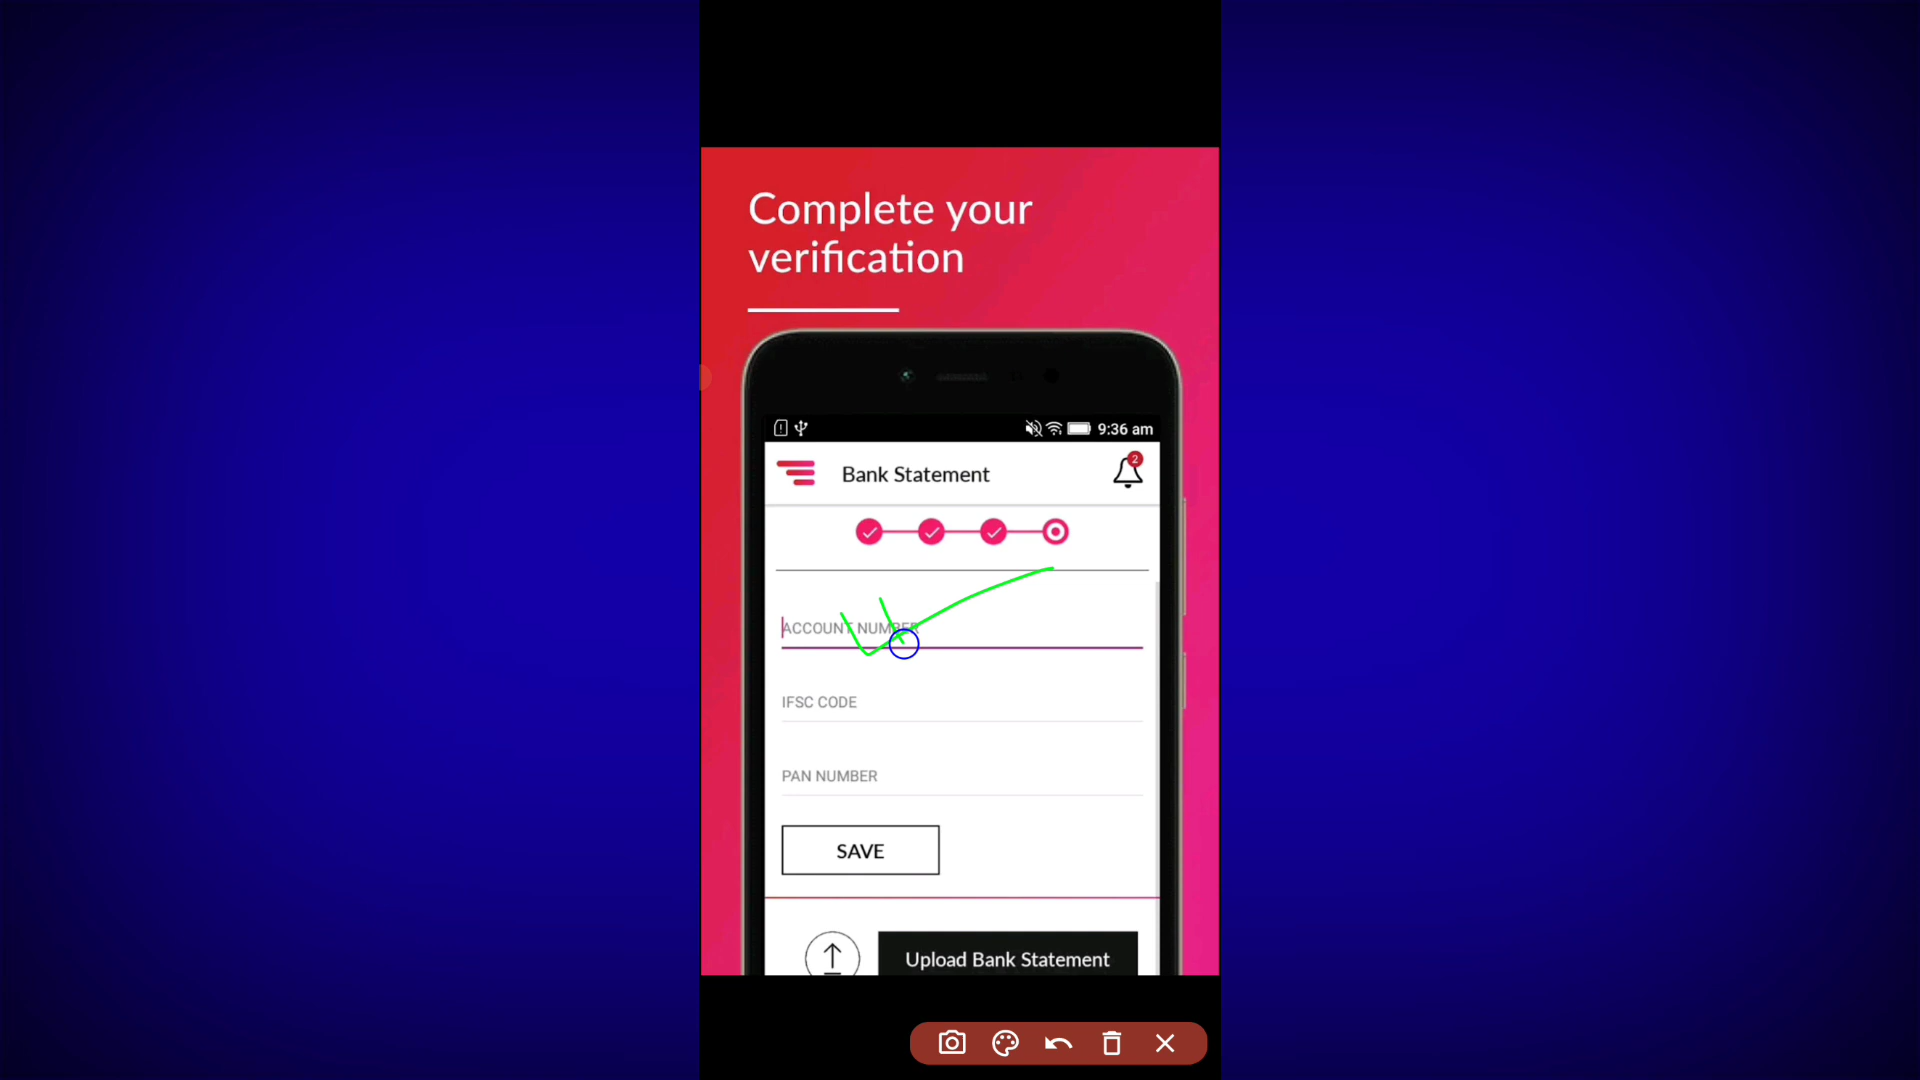 Complete your
verification
9:36 am
Bank Statement
2
ACCOUNT NUMBER
IFSC CODE
PAN NUMBER
SAVE
Upload Bank Statement